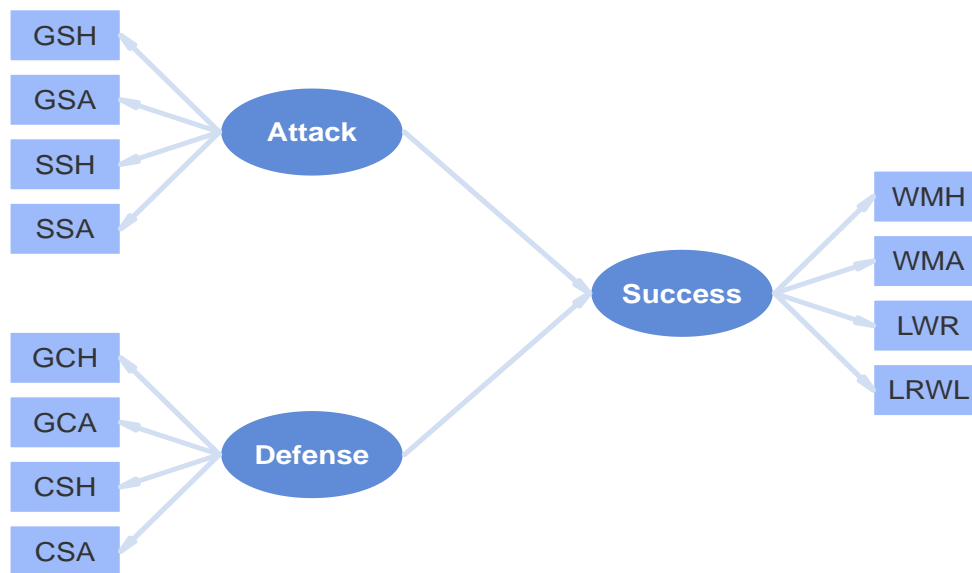 GSH
GSA
SSH
SSA
Attack
WMH
WMA
LWR
LRWL
Success
GCH
GCA
CSH
CSA
Defense